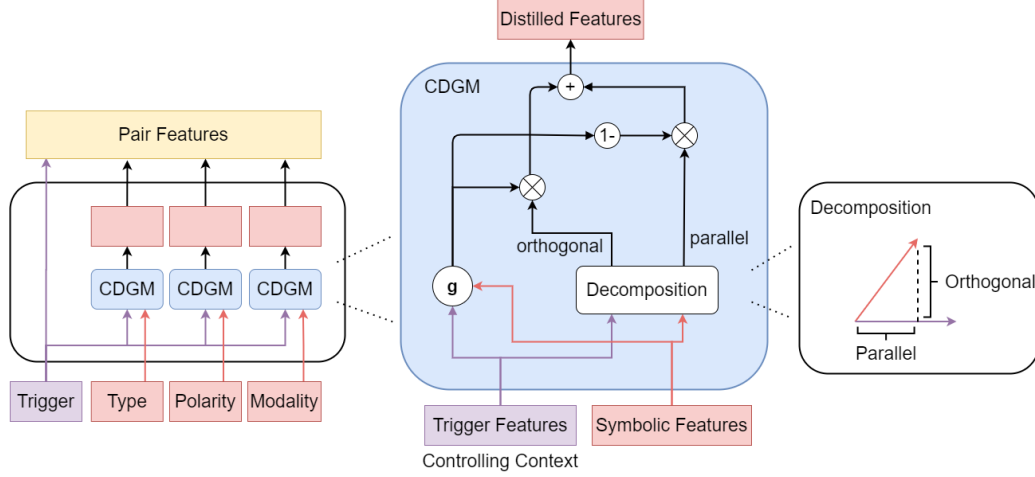 Distilled Features
CDGM
+
Pair Features
1-
orthogonal
parallel
Decomposition
Orthogonal
Parallel
CDGM
CDGM
CDGM
g
Decomposition
Trigger
Type
Polarity
Modality
Trigger Features
Symbolic Features
Controlling Context